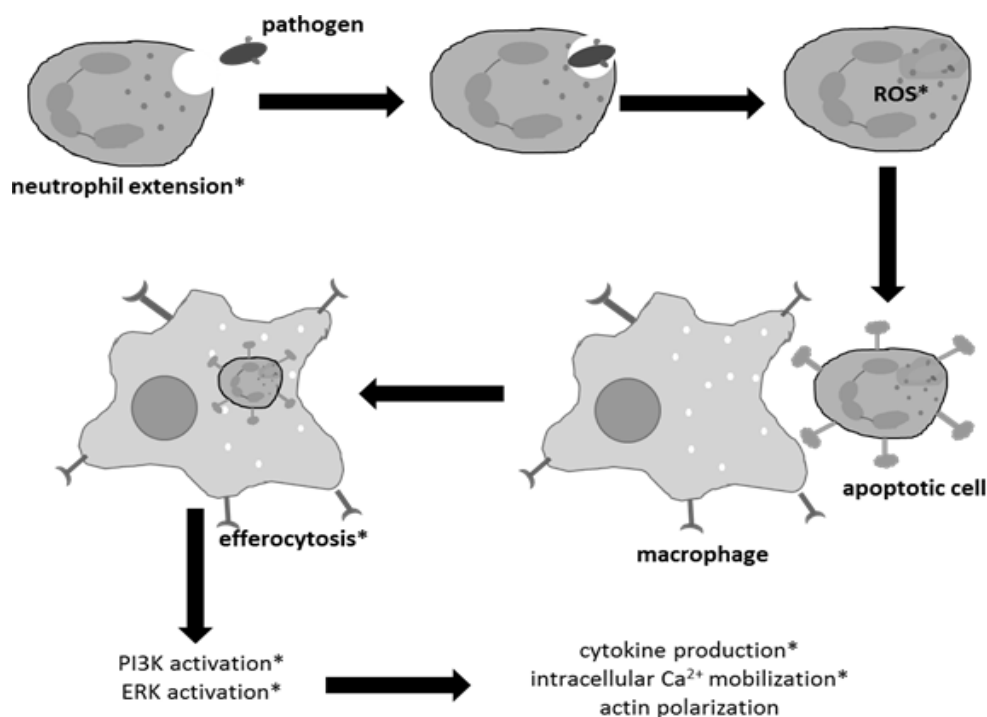 pathogen
neutrophil extension*
ROS*
apoptotic cell
macrophage
efferocytosis*
PI3K activation*
ERK activation*
cytokine production*
intracellular Ca²⁺ mobilization*
actin polarization